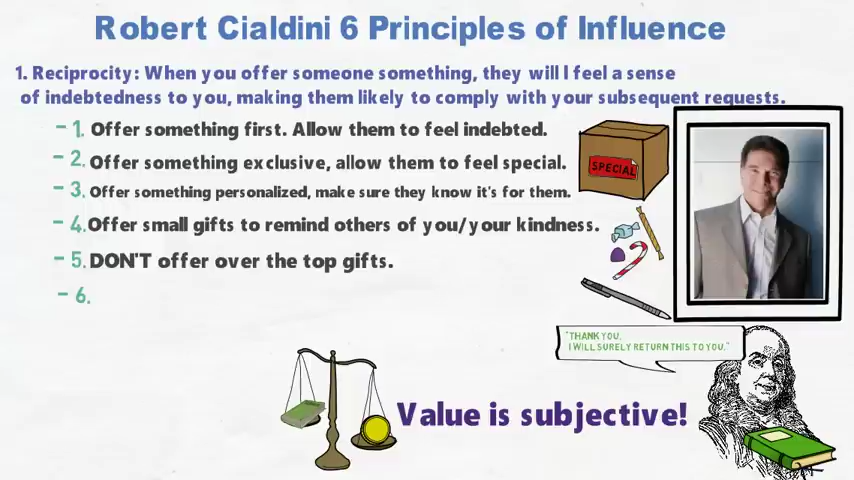 Robert Cialdini 6 Principles of Influence
1. Reciprocity: When you offer someone something, they will l feel a sense
of indebtedness to you, making them likely to comply with your subsequent requests.
- 1. Offer something first. Allow them to feel indebted.
- 2. Offer something exclusive, allow them to feel special.
- 3. Offer something personalized, make sure they know it's for them.
- 4. Offer small gifts to remind others of you/your kindness.
- 5. DON'T offer over the top gifts.
- 6.
SPECIAL
"THANK YOU,
I WILL SURELY RETURN THIS TO YOU."
Value is subjective!